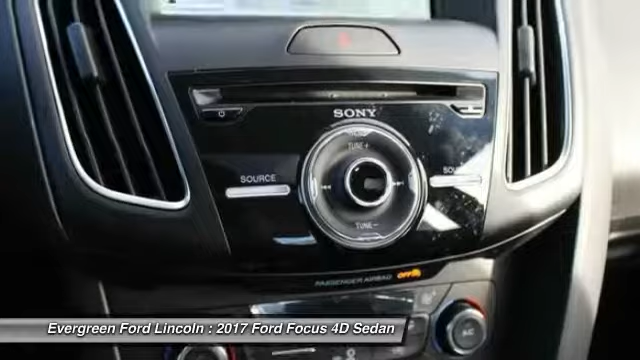 SONY
TUNE+
SOURCE
SOUND
TUNE-
PASSENGER AIRBAG OFF
Evergreen Ford Lincoln : 2017 Ford Focus 4D Sedan